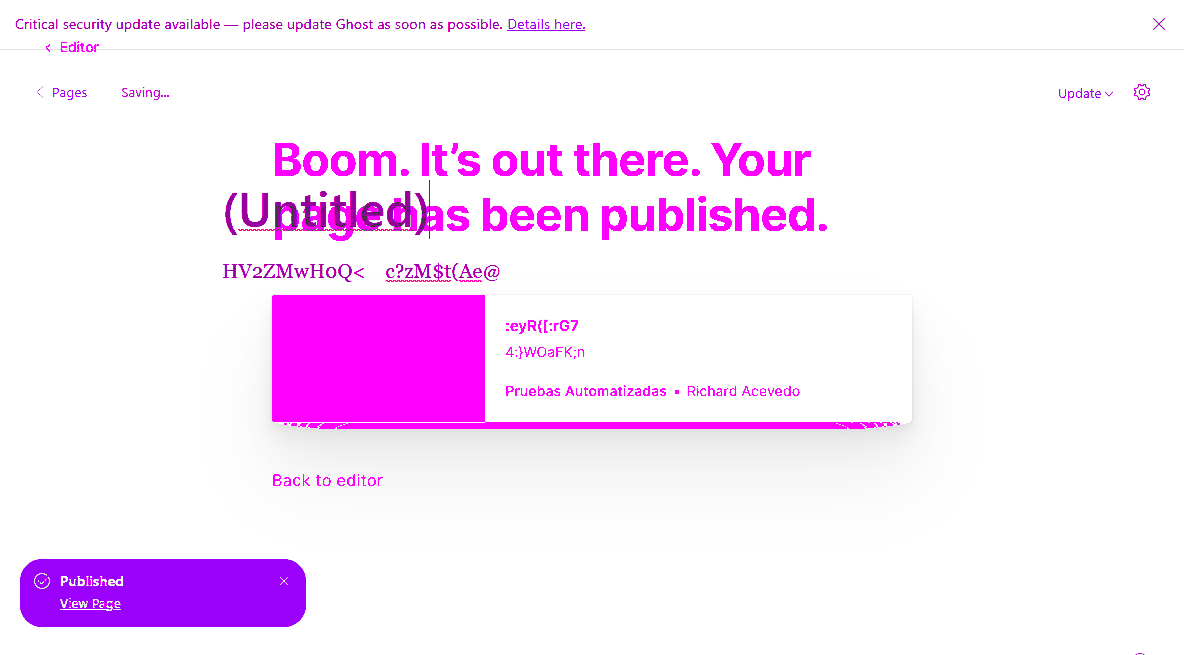 Critical security update available — please update Ghost as soon as possible. Details here.
Editor
Pages
Saving...
Update
Boom. It's out there. Your
(Untitled)
page has been published.
HV2ZMwH0Q< c?zM$t(Ae@
:eyR{[:rG7
4:}WOaFK;n
Pruebas Automatizadas • Richard Acevedo
Back to editor
Published
View Page